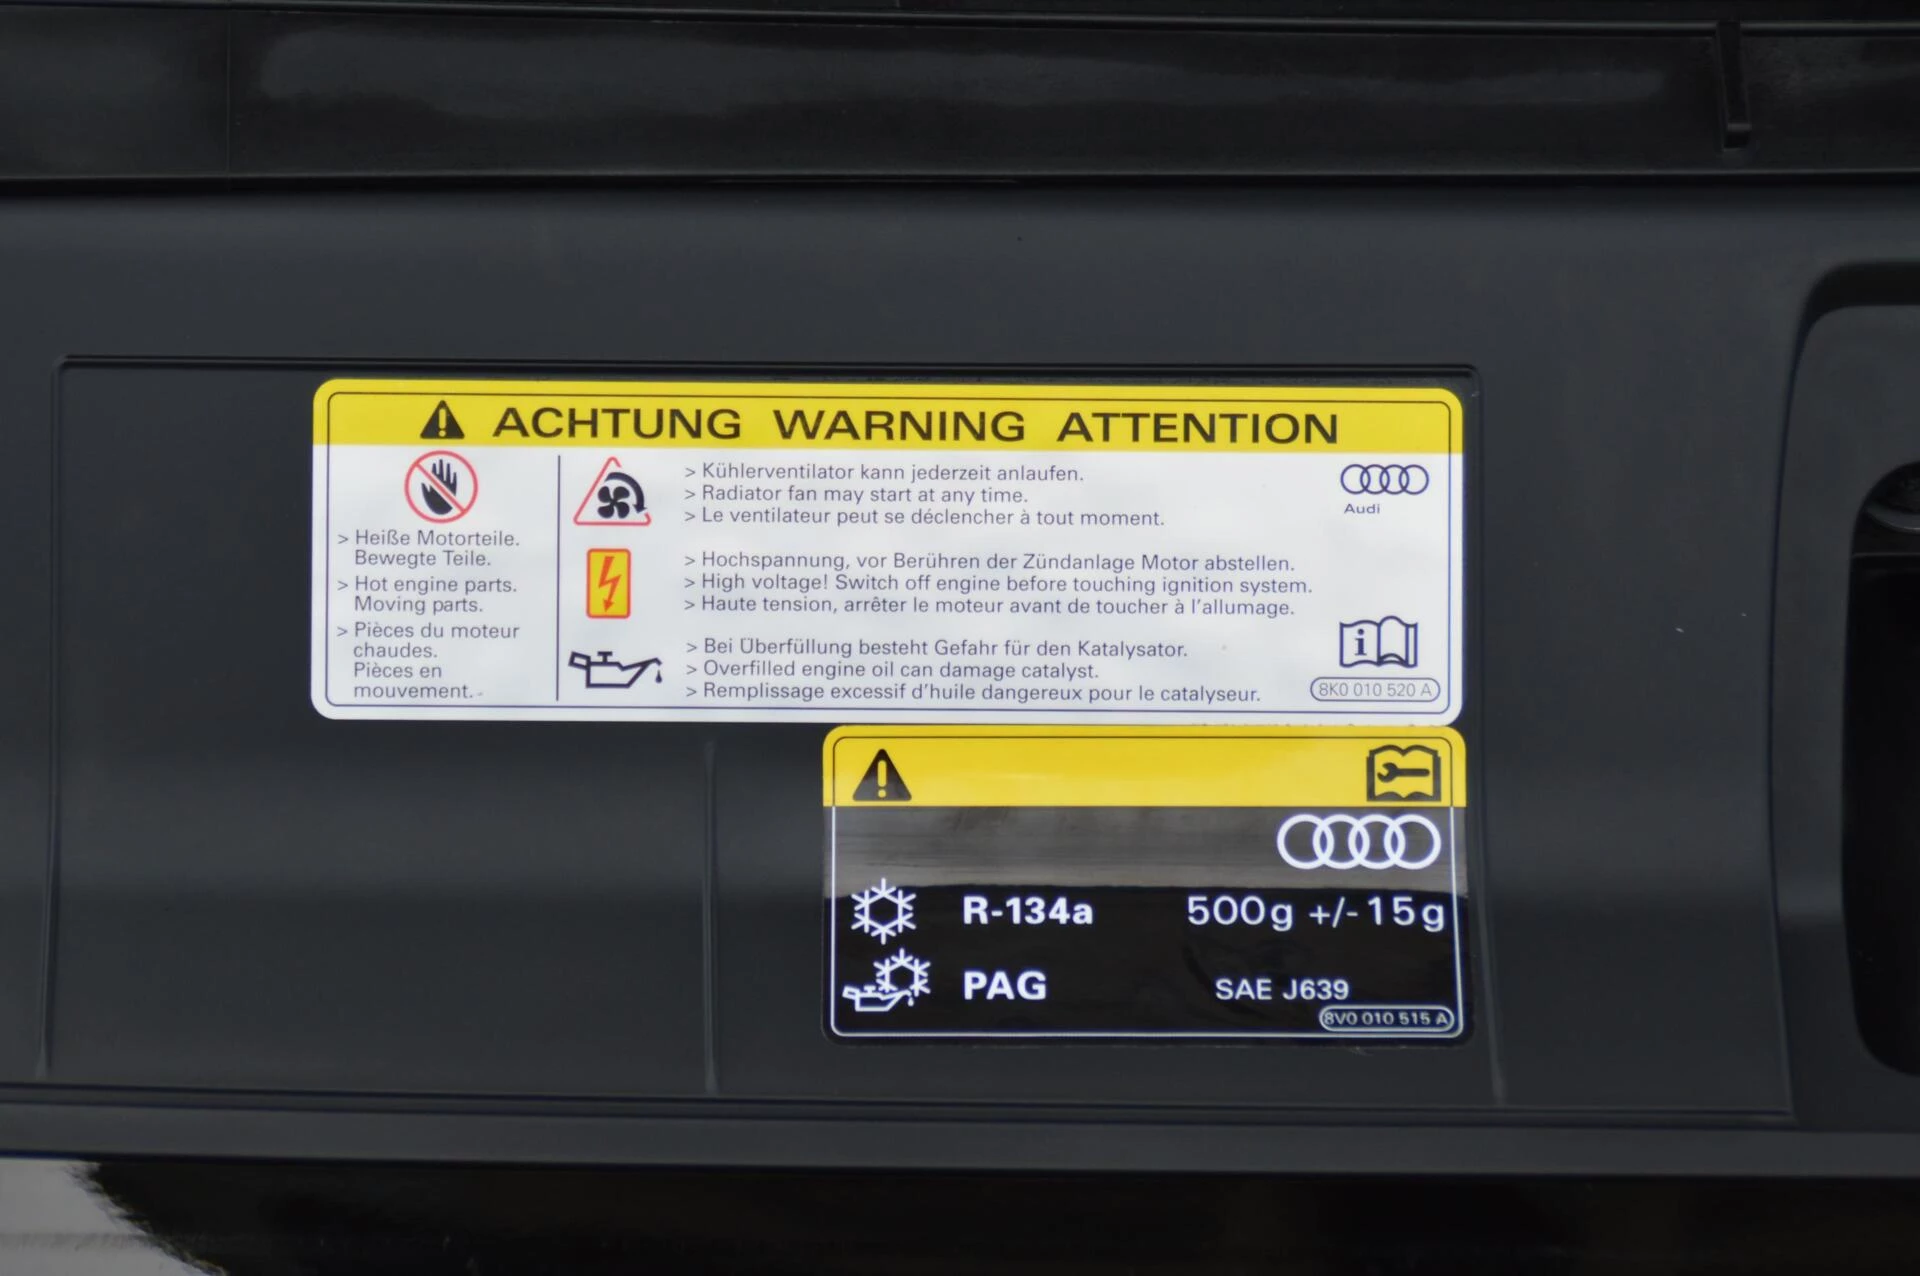 ACHTUNG WARNING ATTENTION
> Heiße Motorteile.
Bewegte Teile.
> Hot engine parts.
Moving parts.
> Pièces du moteur
chaudes.
Pièces en
mouvement.
> Kühlerventilator kann jederzeit anlaufen.
> Radiator fan may start at any time.
> Le ventilateur peut se déclencher à tout moment.
> Hochspannung, vor Berühren der Zündanlage Motor abstellen.
> High voltage! Switch off engine before touching ignition system.
> Haute tension, arrêter le moteur avant de toucher à l'allumage.
> Bei Überfüllung besteht Gefahr für den Katalysator.
> Overfilled engine oil can damage catalyst.
> Remplissage excessif d'huile dangereux pour le catalyseur.
Audi
i
8K0 010 520 A
R-134a 500g +/- 15g
PAG SAE J639
8V0 010 515 A